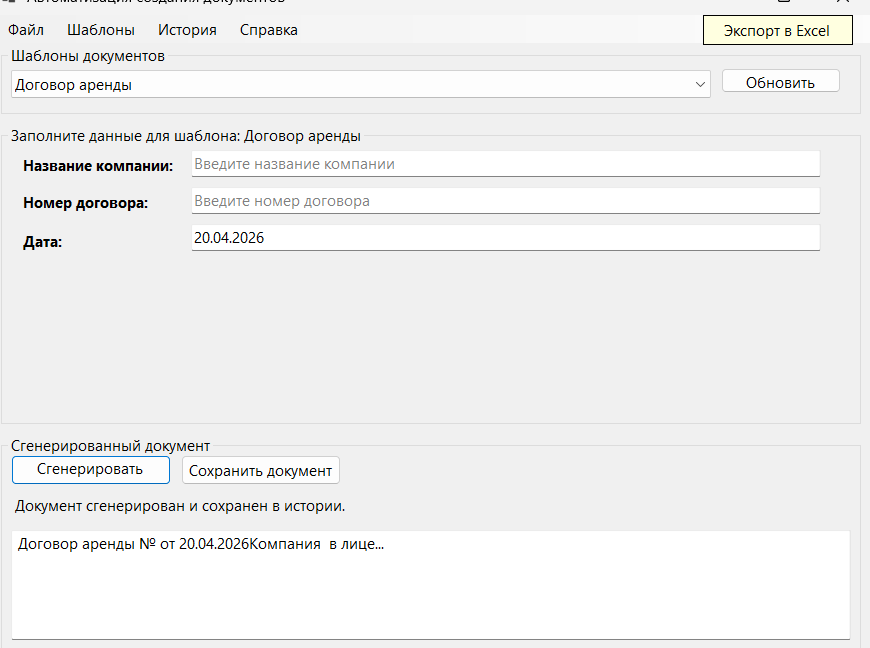 Автоматизация создания документов
Файл Шаблоны История Справка
Экспорт в Excel
Шаблоны документов
Договор аренды
Обновить
Заполните данные для шаблона: Договор аренды
Название компании: Введите название компании
Номер договора: Введите номер договора
Дата: 20.04.2026
Сгенерированный документ
Сгенерировать Сохранить документ
Документ сгенерирован и сохранен в истории.
Договор аренды № от 20.04.2026Компания  в лице...